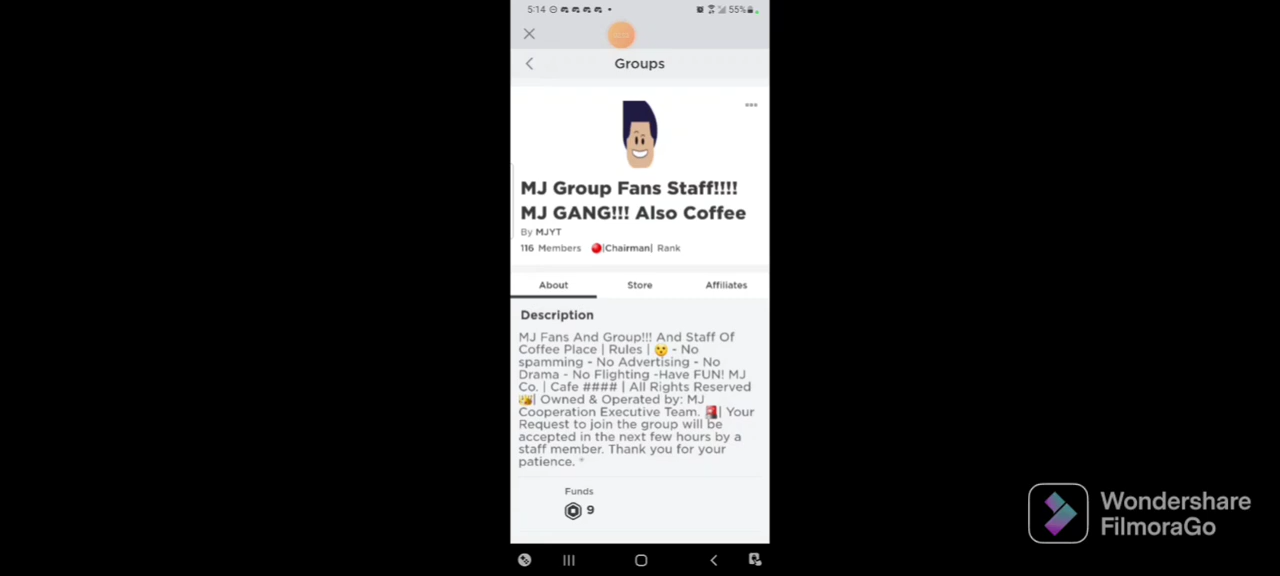 5:14
55%
Groups
MJ Group Fans Staff!!!!
MJ GANG!!! Also Coffee
By MJYT
116 Members 🔴|Chairman| Rank
About Store Affiliates
Description
MJ Fans And Group!!! And Staff Of
Coffee Place | Rules | 😯 - No
spamming - No Advertising - No
Drama - No Flighting -Have FUN! MJ
Co. | Cafe #### | All Rights Reserved
👑| Owned & Operated by: MJ
Cooperation Executive Team. 🚪| Your
Request to join the group will be
accepted in the next few hours by a
staff member. Thank you for your
patience. *
Funds
9
Wondershare
FilmoraGo